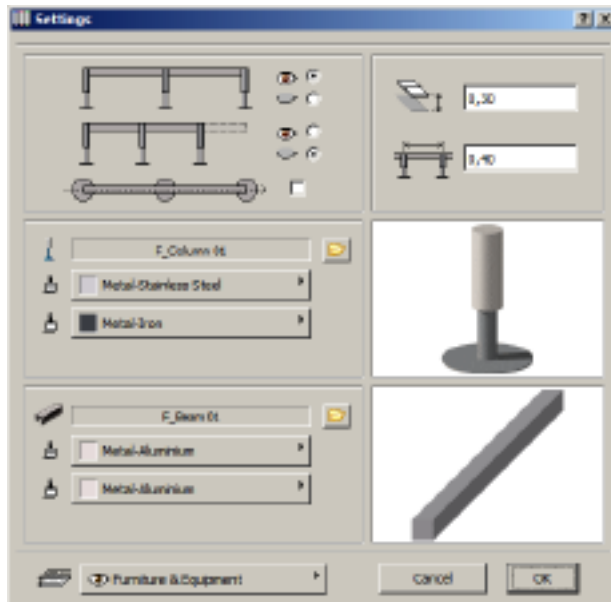 Settings
0,30
0,40
F_Column 01
Metal-Stainless Steel
Metal-Iron
F_Beam 01
Metal-Aluminium
Metal-Aluminium
Furniture & Equipment
Cancel
OK